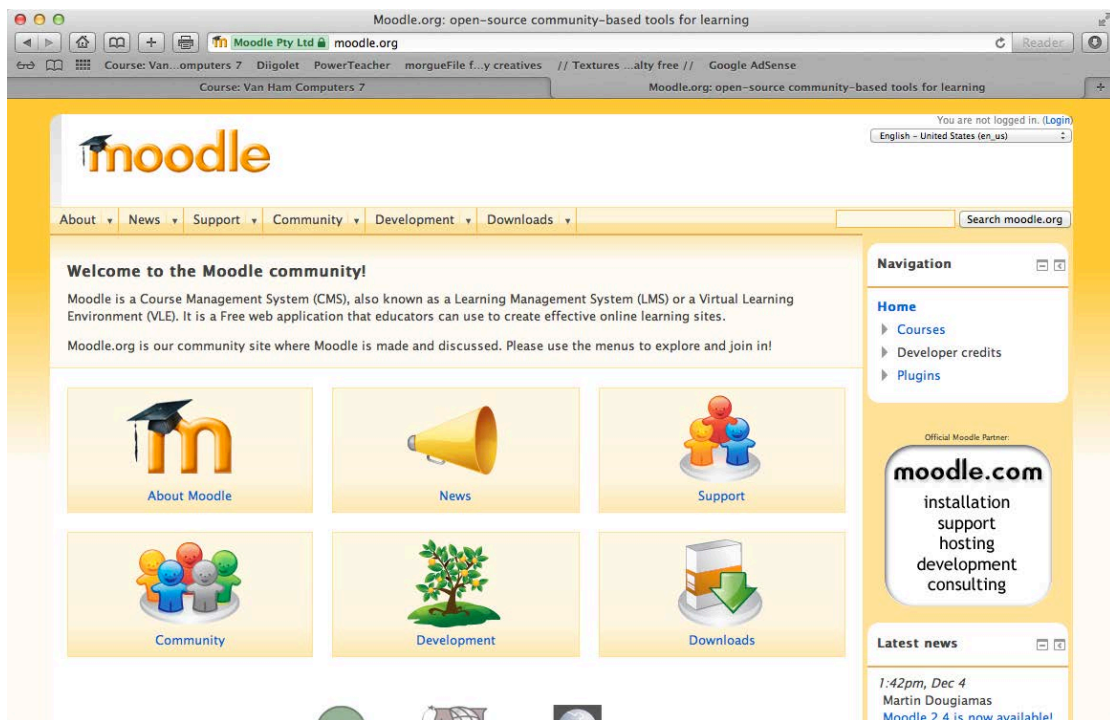 Moodle.org: open-source community-based tools for learning
Moodle Pty Ltd moodle.org
Reader
Course: Van...omputers 7 Diigolet PowerTeacher morgueFile f...y creatives // Textures ...alty free // Google AdSense
Course: Van Ham Computers 7
Moodle.org: open-source community-based tools for learning
You are not logged in. (Login)
English - United States (en_us)
moodle
About News Support Community Development Downloads
Search moodle.org
Welcome to the Moodle community!
Moodle is a Course Management System (CMS), also known as a Learning Management System (LMS) or a Virtual Learning
Environment (VLE). It is a Free web application that educators can use to create effective online learning sites.
Moodle.org is our community site where Moodle is made and discussed. Please use the menus to explore and join in!
m
About Moodle
News
Support
Community
Development
Downloads
Navigation
Home
Courses
Developer credits
Plugins
Official Moodle Partner:
moodle.com
installation
support
hosting
development
consulting
Latest news
1:42pm, Dec 4
Martin Dougiamas
Moodle 2.4 is now available!